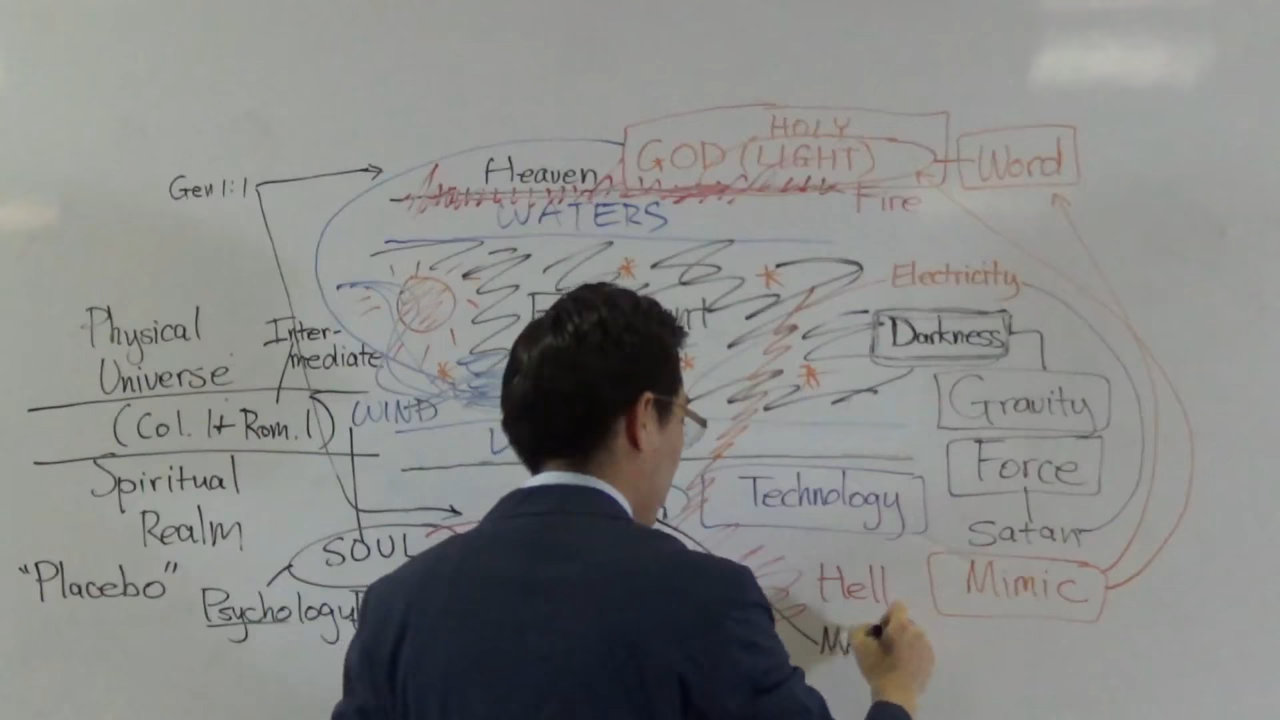 HOLY
GOD (LIGHT)
Word
Heaven
Gen 1:1
Fire
WATERS
Electricity
Darkness
Physical
Universe
Inter-
mediate
(Col. 1 + Rom. 1)
WIND
Gravity
Force
Spiritual
Realm
Technology
Satan
SOUL
"Placebo"
Psychology
Hell
Mimic